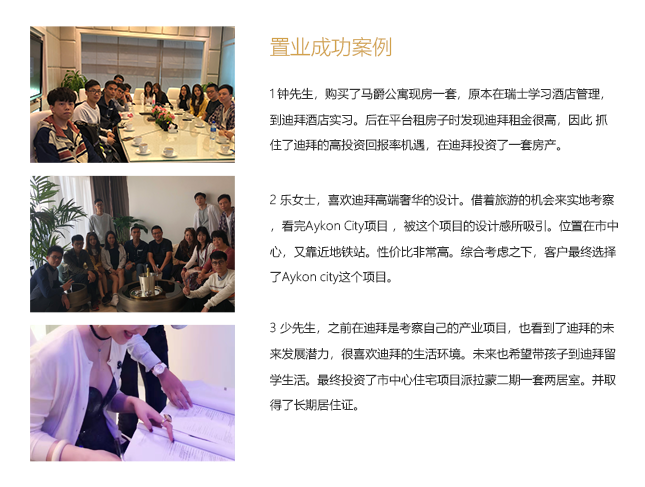 置业成功案例
1钟先生，购买了马爵公寓现房一套，原本在瑞士学习酒店管理，
到迪拜酒店实习。后在平台租房子时发现迪拜租金很高，因此 抓
住了迪拜的高投资回报率机遇，在迪拜投资了一套房产。
2 乐女士，喜欢迪拜高端奢华的设计。借着旅游的机会来实地考察
，看完Aykon City项目 ，被这个项目的设计感所吸引。位置在市中
心，又靠近地铁站。性价比非常高。综合考虑之下，客户最终选择
了Aykon city这个项目。
3 少先生，之前在迪拜是考察自己的产业项目，也看到了迪拜的未
来发展潜力，很喜欢迪拜的生活环境。未来也希望带孩子到迪拜留
学生活。最终投资了市中心住宅项目派拉蒙二期一套两居室。并取
得了长期居住证。